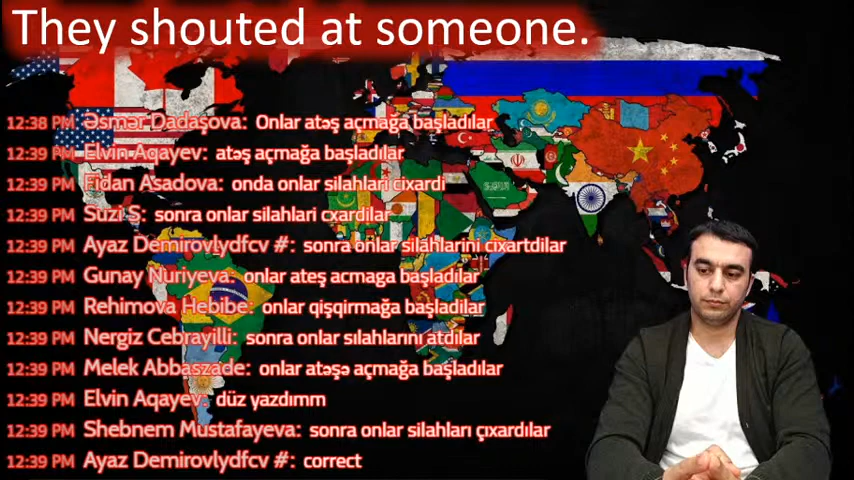 They shouted at someone.
12:38 PM Əsmər Dadaşova: Onlar atəş açmağa başladılar
12:39 PM Elvin Aqayev: atəş açmağa başladılar
12:39 PM Fidan Asadova: onda onlar silahlari cixardi
12:39 PM Suzi S: sonra onlar silahlari cxardilar
12:39 PM Ayaz Demirovlydfcv #: sonra onlar silahlarini cixartdilar
12:39 PM Gunay Nuriyeva: onlar ateş acmaga başladılar
12:39 PM Rehimova Hebibe: onlar qişqirmağa başladilar
12:39 PM Nergiz Cebrayilli: sonra onlar sılahlarını atdılar
12:39 PM Melek Abbaszade: onlar atəşə açmağa başladılar
12:39 PM Elvin Aqayev: düz yazdımm
12:39 PM Shebnem Mustafayeva: sonra onlar silahları çıxardılar
12:39 PM Ayaz Demirovlydfcv #: correct